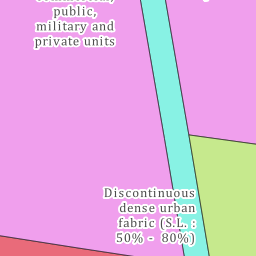 public,
military and
private units
Discontinuous
dense urban
fabric (S.L. :
50% - 80%)